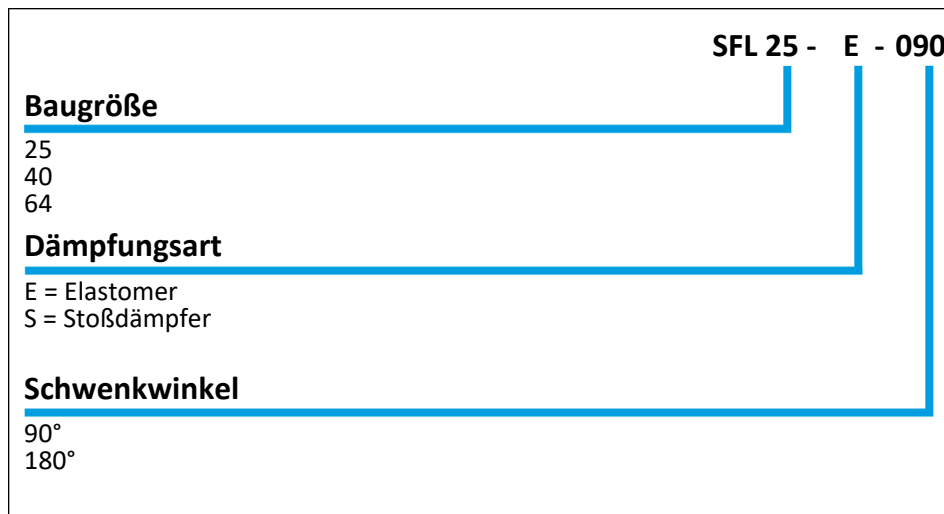 SFL 25 - E - 090
Baugröße
25
40
64
Dämpfungsart
E = Elastomer
S = Stoßdämpfer
Schwenkwinkel
90°
180°